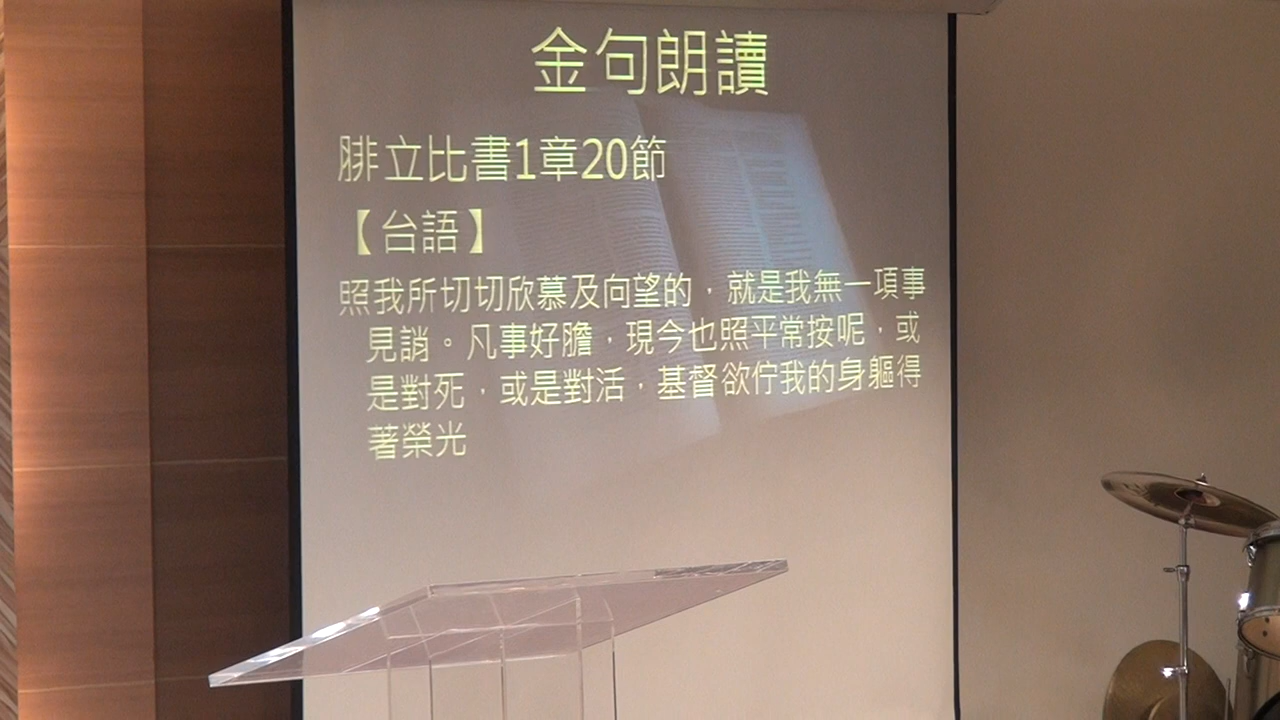 金句朗讀
腓立比書1章20節
【台語】
照我所切切欣慕及向望的，就是我無一項事
見誚。凡事好膽，現今也照平常按呢，或
是對死，或是對活，基督欲佇我的身軀得
著榮光